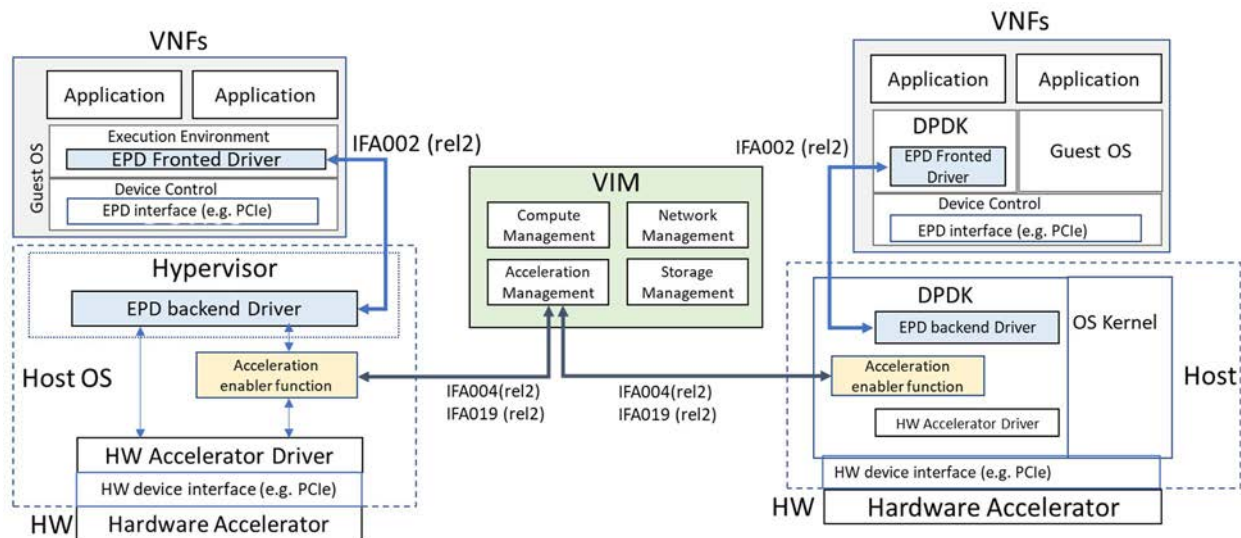 VNFs
Application
Application
Guest OS
Execution Environment
EPD Fronted Driver
Device Control
EPD interface (e.g. PCIe)
IFA002 (rel2)
Hypervisor
EPD backend Driver
Host OS
Acceleration
enabler function
HW Accelerator Driver
HW device interface (e.g. PCIe)
HW
Hardware Accelerator
VIM
Compute
Management
Network
Management
Acceleration
Management
Storage
Management
IFA004(rel2)
IFA019 (rel2)
IFA004(rel2)
IFA019 (rel2)
VNFs
Application
Application
IFA002 (rel2)
DPDK
EPD Fronted
Driver
Guest OS
Device Control
EPD interface (e.g. PCIe)
DPDK
EPD backend Driver
OS Kernel
Acceleration
enabler function
Host
HW Accelerator Driver
HW device interface (e.g. PCIe)
HW
Hardware Accelerator